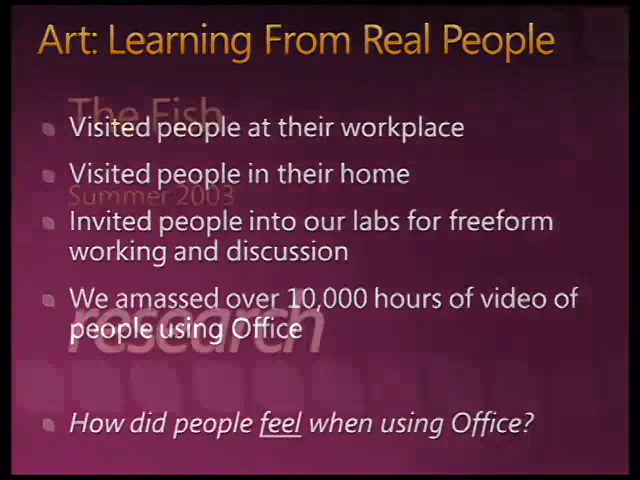 Art: Learning From Real People
The Fish
Visited people at their workplace
Visited people in their home
Summer 2003
Invited people into our labs for freeform
working and discussion
We amassed over 10,000 hours of video of
people using Office
research
How did people feel when using Office?